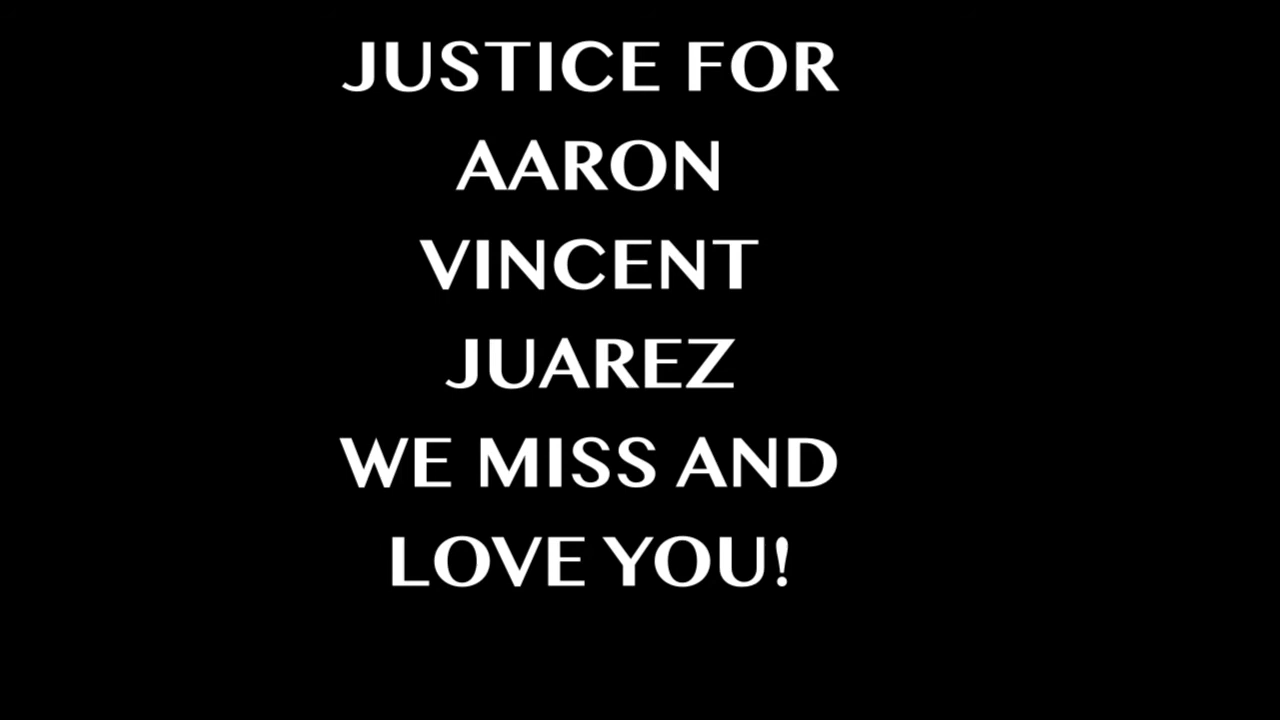 JUSTICE FOR
AARON
VINCENT
JUAREZ
WE MISS AND
LOVE YOU!